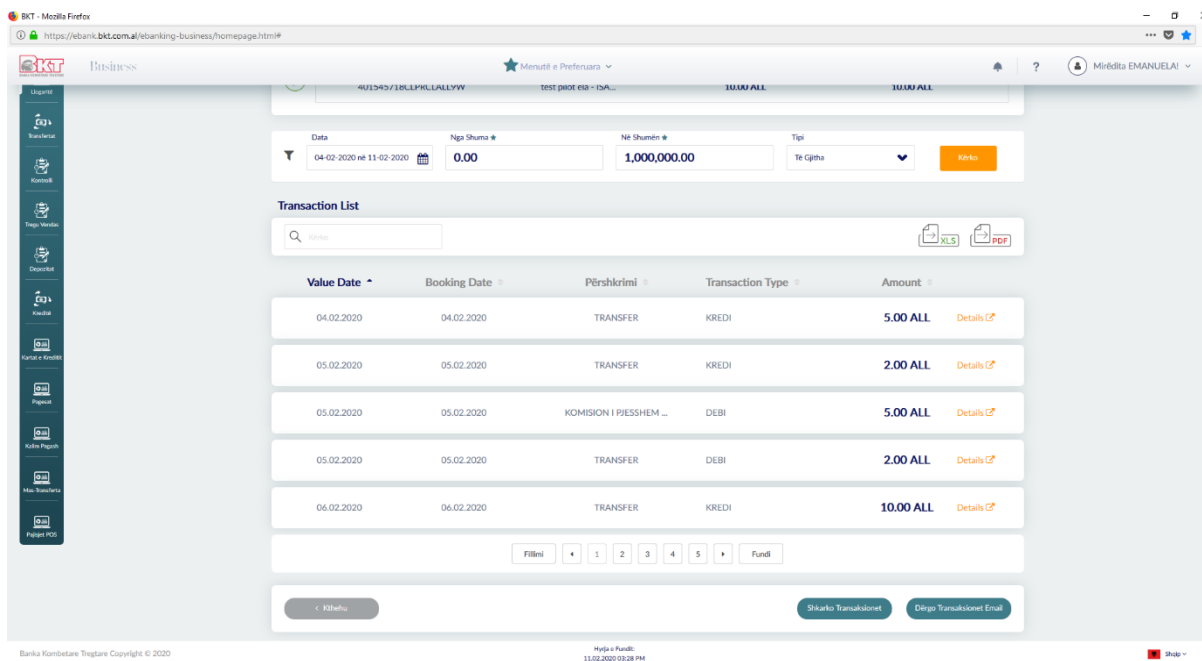 BKT - Mozilla Firefox
https://ebank.bkt.com.al/ebanking-business/homepage.html#
BKT
Business
Menutë e Preferuara
?
Mirëdita EMANUELA!
Llogaritë
Transfertat
Kontrolli
Tregu Vendas
Depozitat
Kreditë
Kartat e Kreditit
Pagesat
Kalim Pagash
Mas-Transferta
Pajisjet POS
401545718CLPRCLALLYW
test pilot ela - ISA...
10.00 ALL
10.00 ALL
Data
Nga Shuma
Në Shumën
Tipi
04-02-2020 në 11-02-2020
0.00
1,000,000.00
Të Gjitha
Kërko
Transaction List
Kërko
XLS
PDF
Value Date Booking Date Përshkrimi Transaction Type Amount
04.02.2020 04.02.2020 TRANSFER KREDI 5.00 ALL Details
05.02.2020 05.02.2020 TRANSFER KREDI 2.00 ALL Details
05.02.2020 05.02.2020 KOMISION I PJESSHEM ... DEBI 5.00 ALL Details
05.02.2020 05.02.2020 TRANSFER DEBI 2.00 ALL Details
06.02.2020 06.02.2020 TRANSFER KREDI 10.00 ALL Details
Fillimi 1 2 3 4 5 Fundi
< Kthehu
Shkarko Transaksionet
Dërgo Transaksionet Email
Banka Kombetare Tregtare Copyright © 2020
Hyrja e Fundit:
11.02.2020 03:28 PM
Shqip